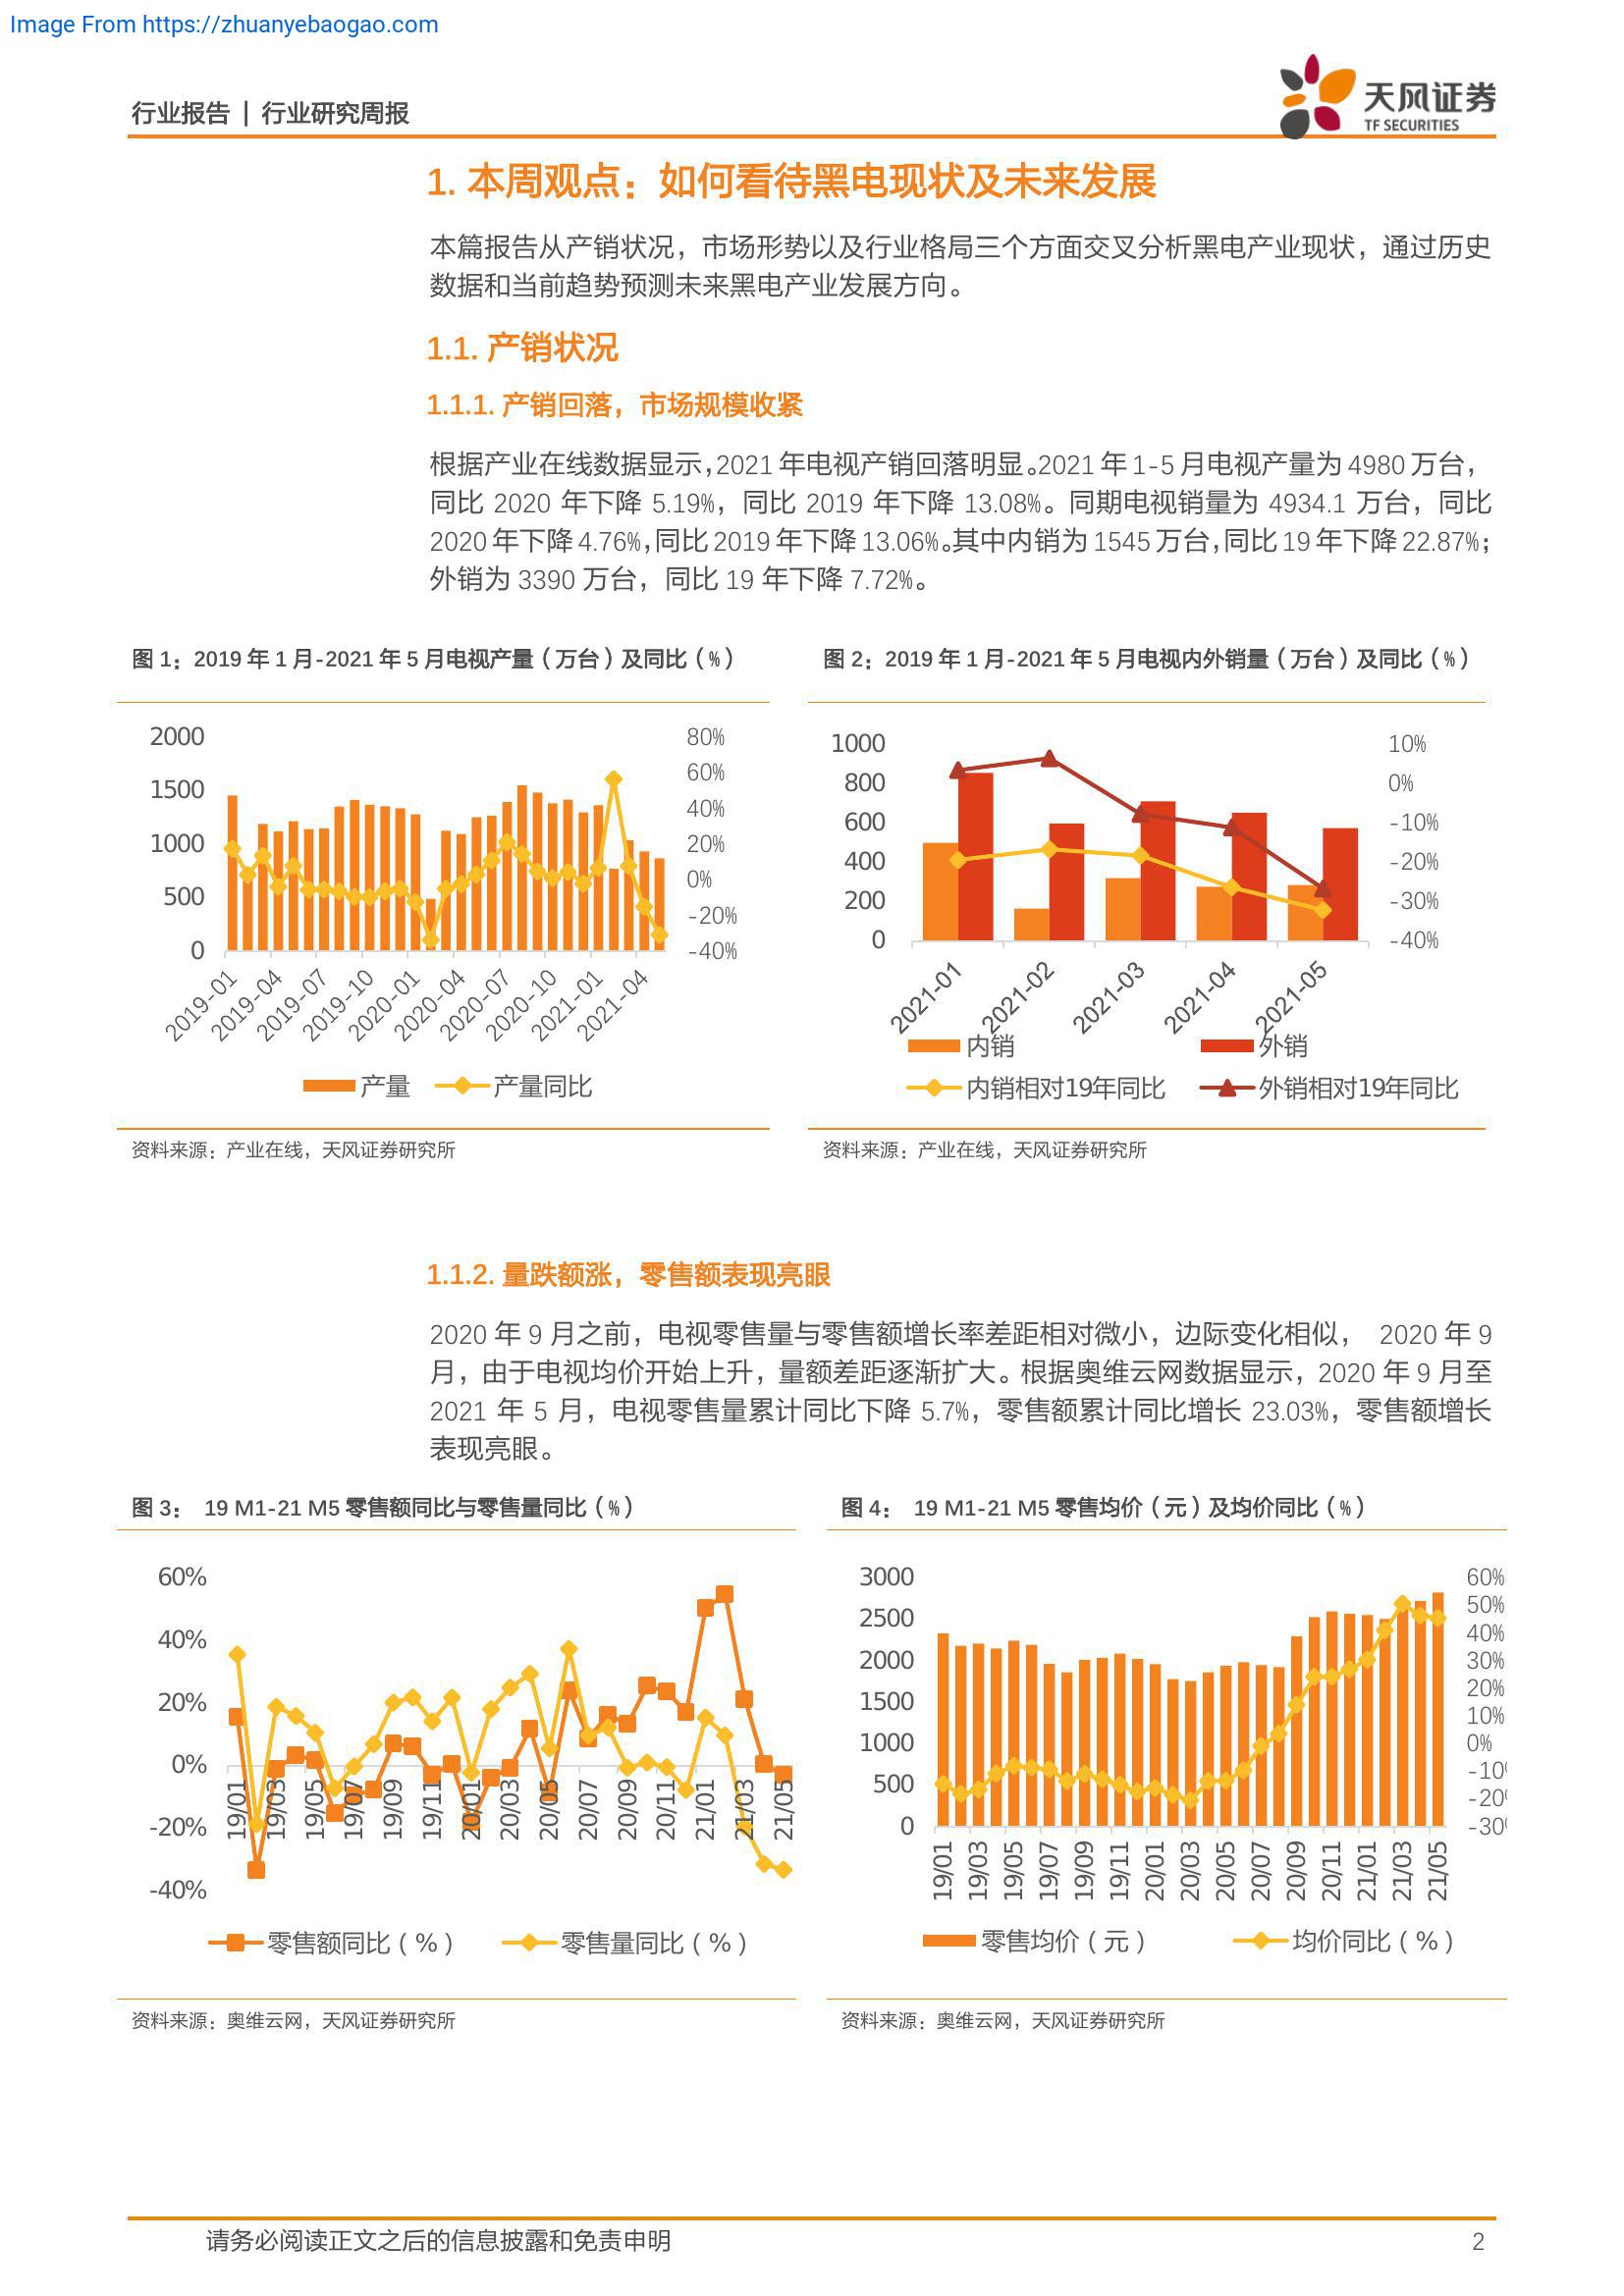 Image From https://zhuanyebaogao.com
行业报告 | 行业研究周报
天风证券
TF SECURITIES
1. 本周观点：如何看待黑电现状及未来发展
本篇报告从产销状况，市场形势以及行业格局三个方面交叉分析黑电产业现状，通过历史
数据和当前趋势预测未来黑电产业发展方向。
1.1. 产销状况
1.1.1. 产销回落，市场规模收紧
根据产业在线数据显示，2021 年电视产销回落明显。2021 年 1-5 月电视产量为 4980 万台，
同比 2020 年下降 5.19%，同比 2019 年下降 13.08%。同期电视销量为 4934.1 万台，同比
2020 年下降 4.76%，同比 2019 年下降 13.06%。其中内销为 1545 万台，同比 19 年下降 22.87%；
外销为 3390 万台，同比 19 年下降 7.72%。
图 1：2019 年 1 月-2021 年 5 月电视产量（万台）及同比（%）
2000
1500
1000
500
0
80%
60%
40%
20%
0%
-20%
-40%
2019-01
2019-04
2019-07
2019-10
2020-01
2020-04
2020-07
2020-10
2021-01
2021-04
产量
产量同比
资料来源：产业在线，天风证券研究所
图 2：2019 年 1 月-2021 年 5 月电视内外销量（万台）及同比（%）
1000
800
600
400
200
0
10%
0%
-10%
-20%
-30%
-40%
2021-01
2021-02
2021-03
2021-04
2021-05
内销
外销
内销相对19年同比
外销相对19年同比
资料来源：产业在线，天风证券研究所
1.1.2. 量跌额涨，零售额表现亮眼
2020 年 9 月之前，电视零售量与零售额增长率差距相对微小，边际变化相似， 2020 年 9
月，由于电视均价开始上升，量额差距逐渐扩大。根据奥维云网数据显示，2020 年 9 月至
2021 年 5 月，电视零售量累计同比下降 5.7%，零售额累计同比增长 23.03%，零售额增长
表现亮眼。
图 3： 19 M1-21 M5 零售额同比与零售量同比（%）
60%
40%
20%
0%
-20%
-40%
19/01
19/03
19/05
19/07
19/09
19/11
20/01
20/03
20/05
20/07
20/09
20/11
21/01
21/03
21/05
零售额同比（%）
零售量同比（%）
资料来源：奥维云网，天风证券研究所
图 4： 19 M1-21 M5 零售均价（元）及均价同比（%）
3000
2500
2000
1500
1000
500
0
60%
50%
40%
30%
20%
10%
0%
-10
-20
-30
19/01
19/03
19/05
19/07
19/09
19/11
20/01
20/03
20/05
20/07
20/09
20/11
21/01
21/03
21/05
零售均价（元）
均价同比（%）
资料来源：奥维云网，天风证券研究所
请务必阅读正文之后的信息披露和免责申明
2